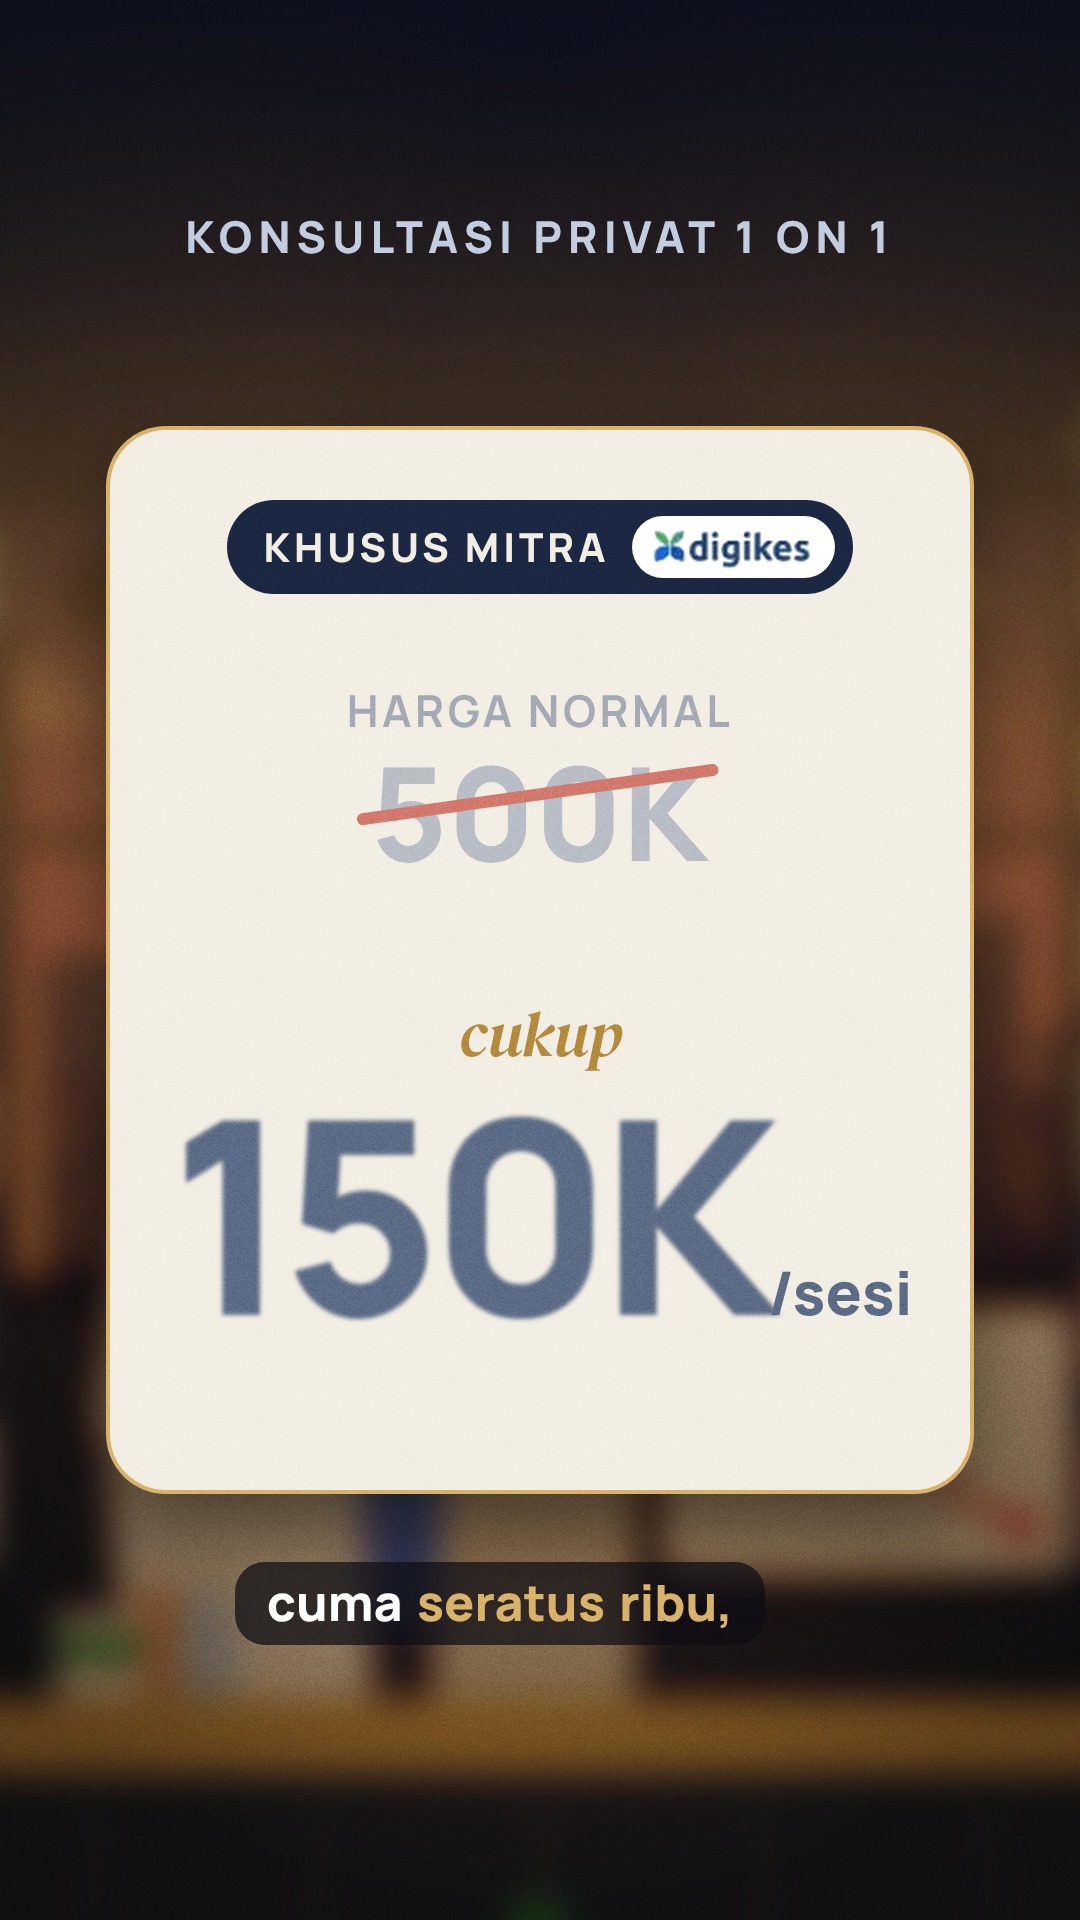 KONSULTASI PRIVAT 1 ON 1
KHUSUS MITRA digikes
HARGA NORMAL
500K
cukup
150K/sesi
cuma seratus ribu,